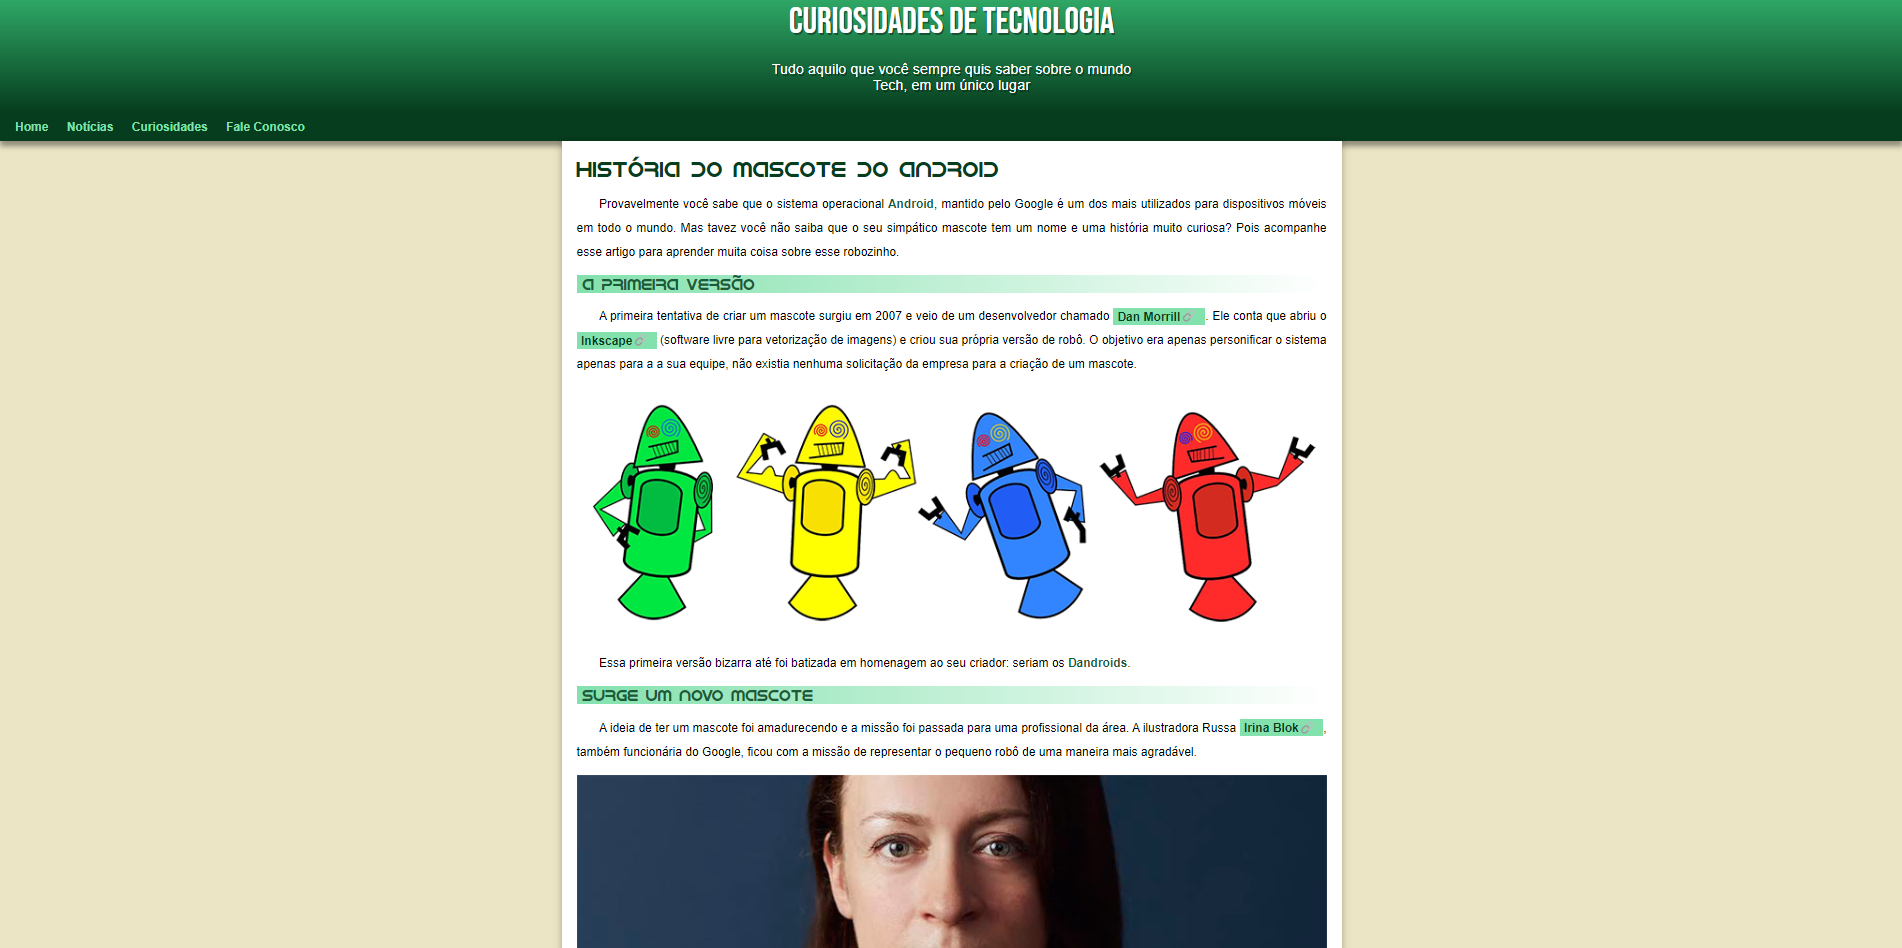 CURIOSIDADES DE TECNOLOGIA
Tudo aquilo que você sempre quis saber sobre o mundo
Tech, em um único lugar
Home Notícias Curiosidades Fale Conosco
HISTÓRIA DO MASCOTE DO ANDROID
Provavelmente você sabe que o sistema operacional Android, mantido pelo Google é um dos mais utilizados para dispositivos móveis
em todo o mundo. Mas tavez você não saiba que o seu simpático mascote tem um nome e uma história muito curiosa? Pois acompanhe
esse artigo para aprender muita coisa sobre esse robozinho.
A PRIMEIRA VERSÃO
A primeira tentativa de criar um mascote surgiu em 2007 e veio de um desenvolvedor chamado Dan Morrill. Ele conta que abriu o
Inkscape (software livre para vetorização de imagens) e criou sua própria versão de robô. O objetivo era apenas personificar o sistema
apenas para a a sua equipe, não existia nenhuma solicitação da empresa para a criação de um mascote.
Essa primeira versão bizarra até foi batizada em homenagem ao seu criador: seriam os Dandroids.
SURGE UM NOVO MASCOTE
A ideia de ter um mascote foi amadurecendo e a missão foi passada para uma profissional da área. A ilustradora Russa Irina Blok,
também funcionária do Google, ficou com a missão de representar o pequeno robô de uma maneira mais agradável.